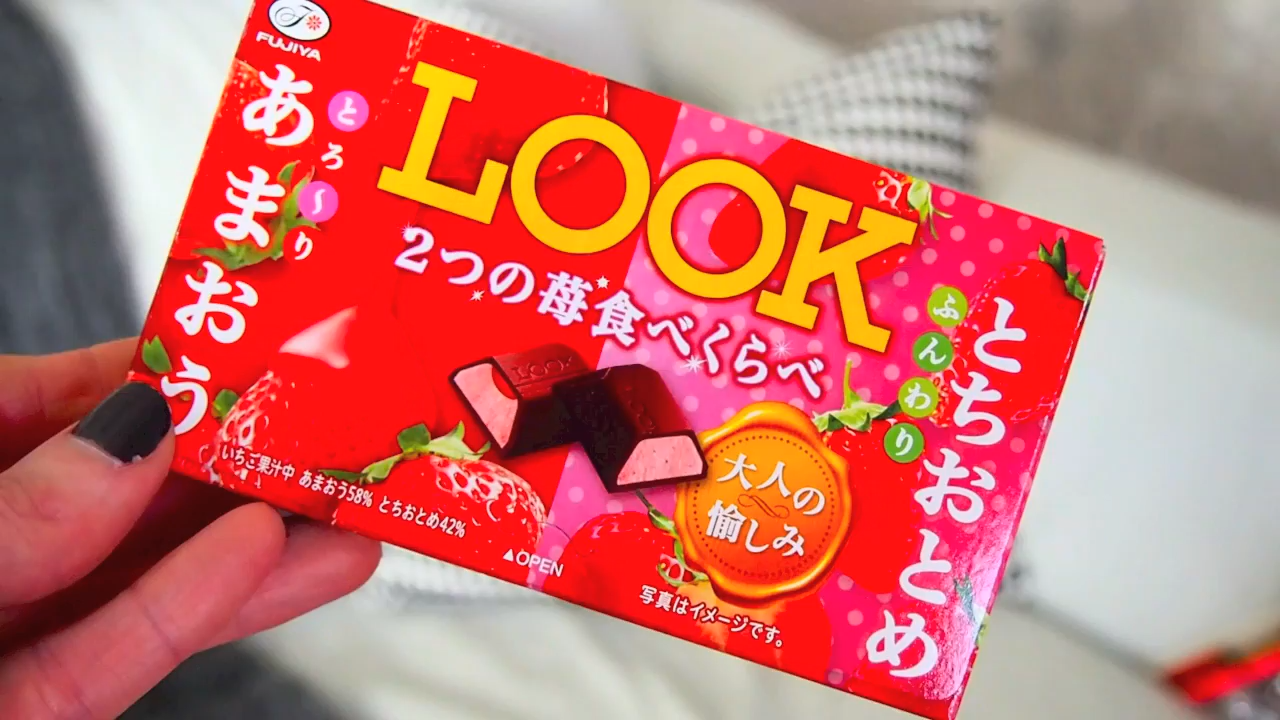 FUJIYA
とろ〜り
あまおう
LOOK
2つの苺食べくらべ
ふんわり
とちおとめ
大人の
愉しみ
LOOK
いちご果汁中 あまおう58% とちおとめ42%
▲OPEN
写真はイメージです。